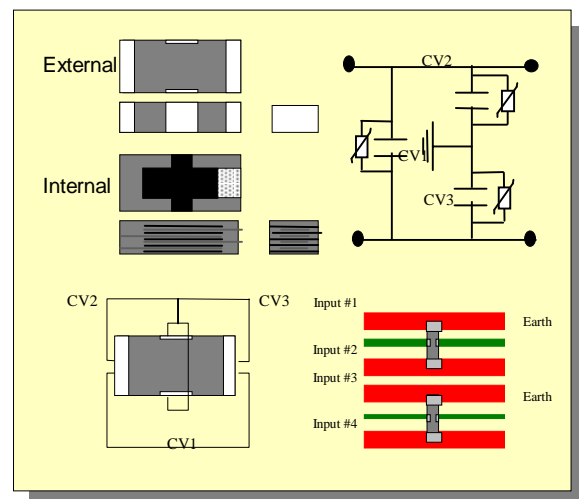 External
Internal
CV2
CV1
CV3
CV2
CV3
CV1
Input #1
Earth
Input #2
Input #3
Earth
Input #4